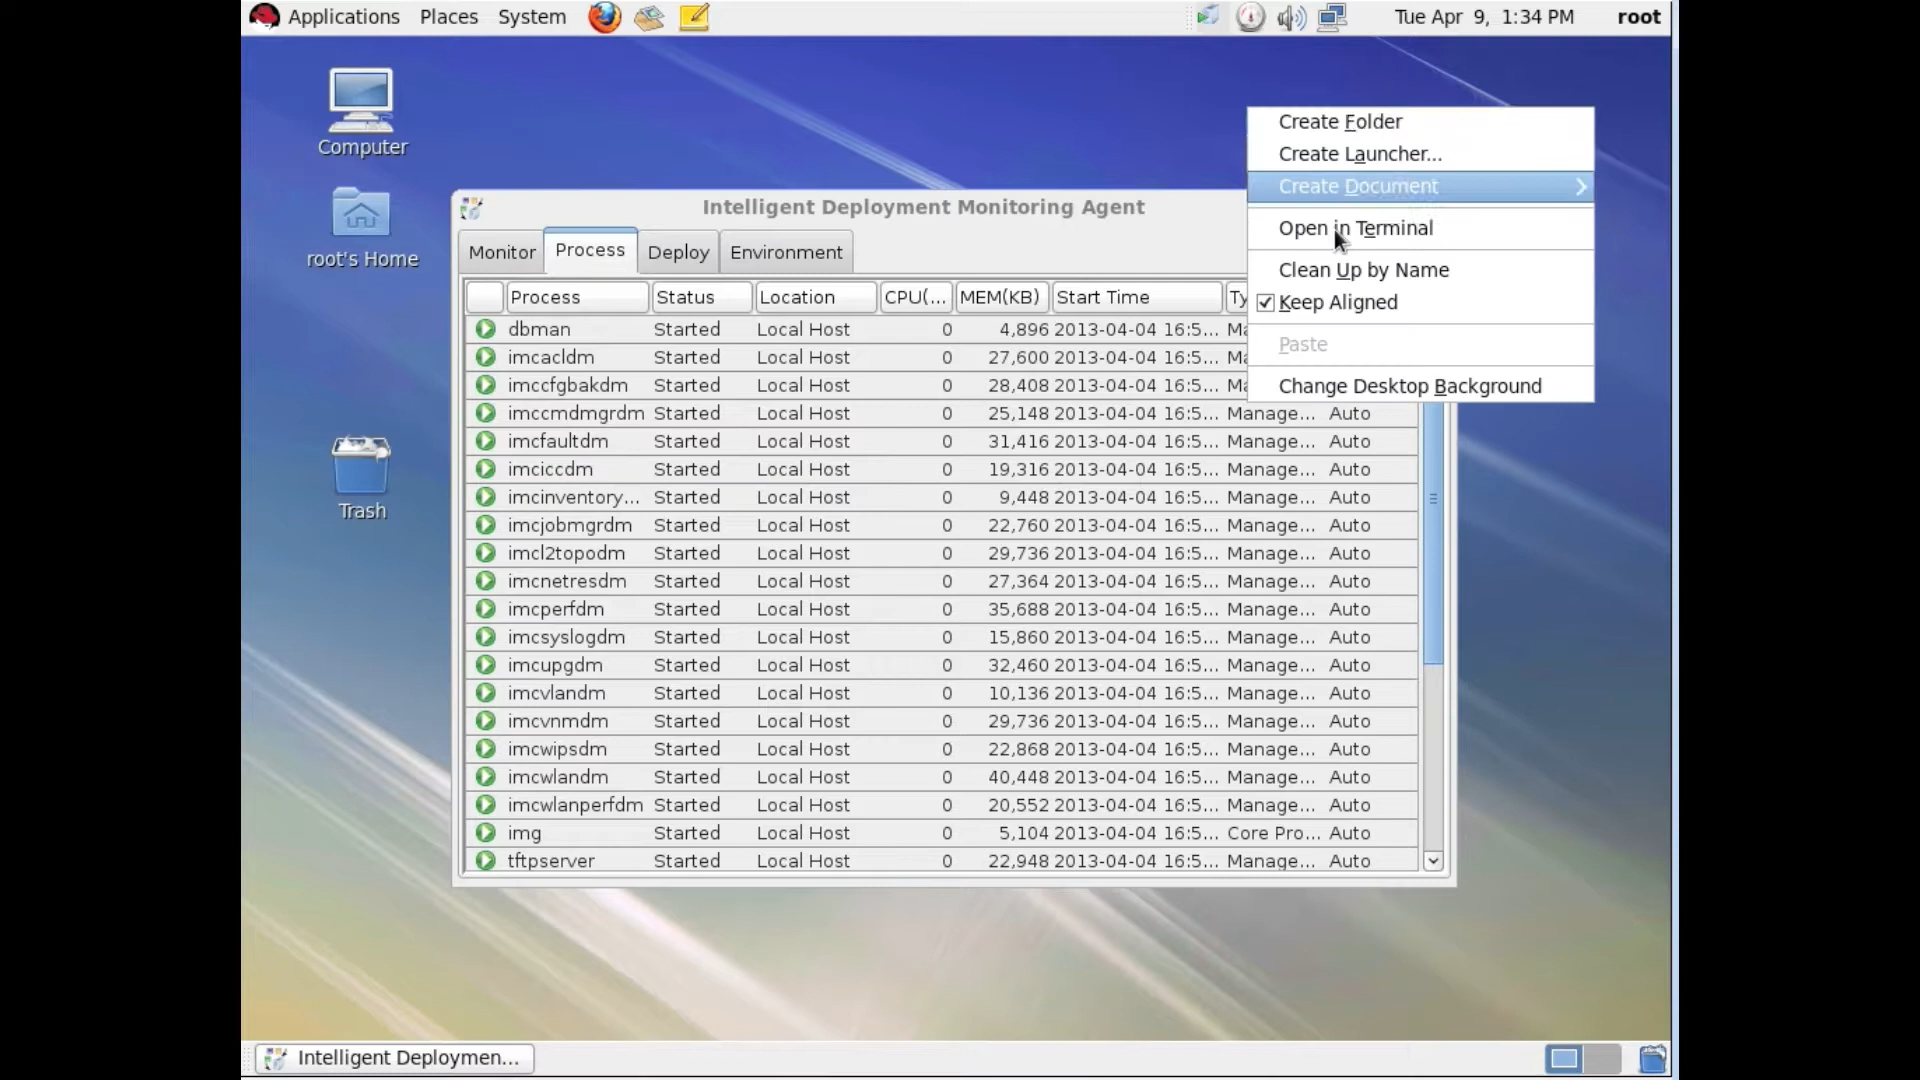 Applications Places System Tue Apr 9, 1:34 PM root
Computer
root's Home
Trash
Create Folder
Create Launcher...
Create Document
Open in Terminal
Clean Up by Name
Keep Aligned
Paste
Change Desktop Background
Intelligent Deployment Monitoring Agent
Monitor Process Deploy Environment
Process Status Location CPU(... MEM(KB) Start Time Ty
dbman Started Local Host 0 4,896 2013-04-04 16:5... Ma
imcacldm Started Local Host 0 27,600 2013-04-04 16:5... Ma
imccfgbakdm Started Local Host 0 28,408 2013-04-04 16:5... Ma
imccmdmgrdm Started Local Host 0 25,148 2013-04-04 16:5... Manage... Auto
imcfaultdm Started Local Host 0 31,416 2013-04-04 16:5... Manage... Auto
imciccdm Started Local Host 0 19,316 2013-04-04 16:5... Manage... Auto
imcinventory... Started Local Host 0 9,448 2013-04-04 16:5... Manage... Auto
imcjobmgrdm Started Local Host 0 22,760 2013-04-04 16:5... Manage... Auto
imcl2topodm Started Local Host 0 29,736 2013-04-04 16:5... Manage... Auto
imcnetresdm Started Local Host 0 27,364 2013-04-04 16:5... Manage... Auto
imcperfdm Started Local Host 0 35,688 2013-04-04 16:5... Manage... Auto
imcsyslogdm Started Local Host 0 15,860 2013-04-04 16:5... Manage... Auto
imcupgdm Started Local Host 0 32,460 2013-04-04 16:5... Manage... Auto
imcvlandm Started Local Host 0 10,136 2013-04-04 16:5... Manage... Auto
imcvnmdm Started Local Host 0 29,736 2013-04-04 16:5... Manage... Auto
imcwipsdm Started Local Host 0 22,868 2013-04-04 16:5... Manage... Auto
imcwlandm Started Local Host 0 40,448 2013-04-04 16:5... Manage... Auto
imcwlanperfdm Started Local Host 0 20,552 2013-04-04 16:5... Manage... Auto
img Started Local Host 0 5,104 2013-04-04 16:5... Core Pro... Auto
tftpserver Started Local Host 0 22,948 2013-04-04 16:5... Manage... Auto
Intelligent Deploymen...